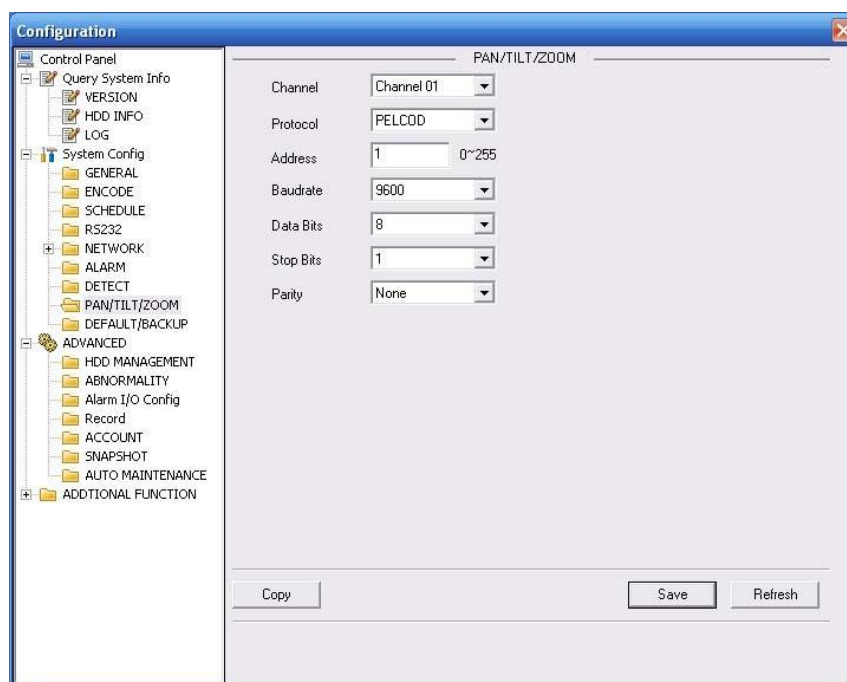 Configuration
Control Panel
Query System Info
VERSION
HDD INFO
LOG
System Config
GENERAL
ENCODE
SCHEDULE
RS232
NETWORK
ALARM
DETECT
PAN/TILT/ZOOM
DEFAULT/BACKUP
ADVANCED
HDD MANAGEMENT
ABNORMALITY
Alarm I/O Config
Record
ACCOUNT
SNAPSHOT
AUTO MAINTENANCE
ADDTIONAL FUNCTION
PAN/TILT/ZOOM
Channel Channel 01
Protocol PELCOD
Address 1 0~255
Baudrate 9600
Data Bits 8
Stop Bits 1
Parity None
Copy Save Refresh